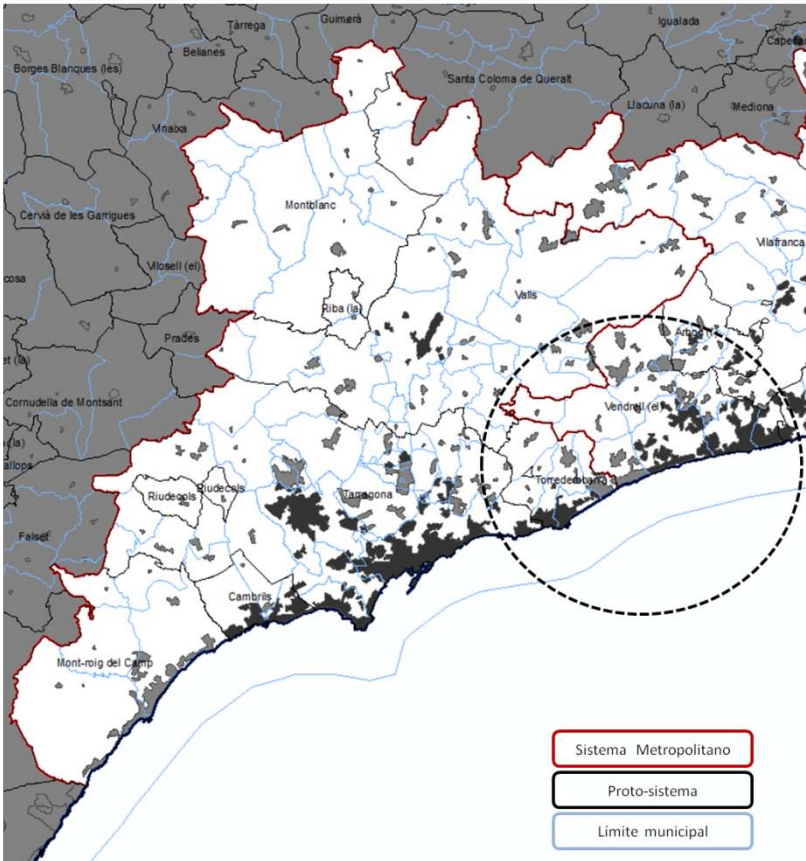 Tàrrega
Guimerà
Igualada
Belianes
Borges Blanques (les)
Santa Coloma de Queralt
Llacuna (la)
Mediona
Vinaixa
Montblanc
Cervià de les Garrigues
Vilafranca
Vilosell (el)
Valls
Riba (la)
Prades
Vendrell (el)
Cornudella de Montsant
Torredembarra
Riudecols
Riudecols
Tarragona
Falset
Cambrils
Mont-roig del Camp
Sistema Metropolitano
Proto-sistema
Límite municipal